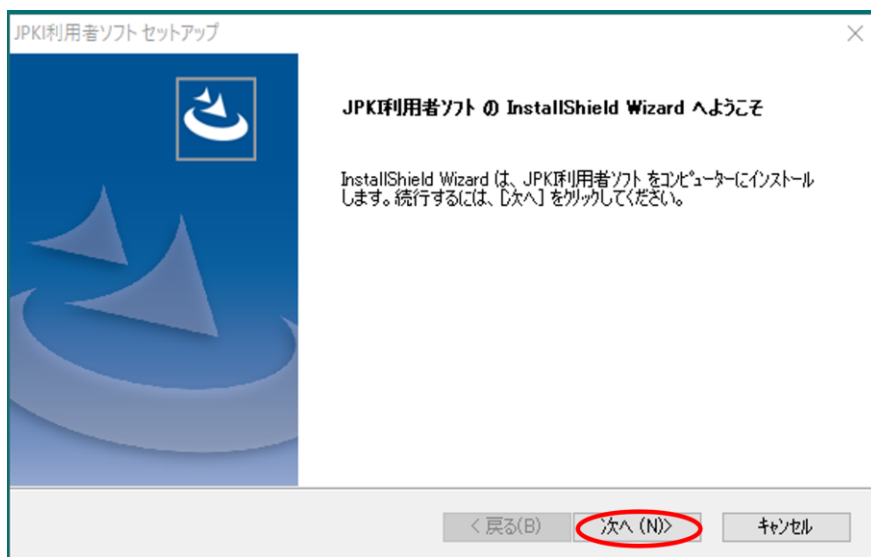 JPKI利用者ソフト セットアップ
JPKI利用者ソフト の InstallShield Wizard へようこそ
InstallShield Wizard は、JPKI利用者ソフト をコンピューターにインストール
します。続行するには、[次へ] をクリックしてください。
< 戻る(B) 次へ (N)> キャンセル